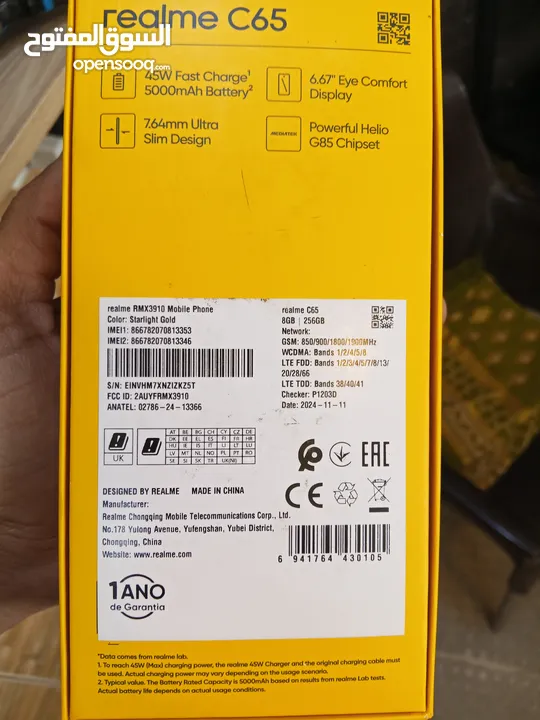 السوق المفتوح
opensooq.com
realme C65
45W Fast Charge¹
5000mAh Battery²
6.67" Eye Comfort
Display
7.64mm Ultra
Slim Design
MEDIATEK
Powerful Helio
G85 Chipset
realme RMX3910 Mobile Phone
Color: Starlight Gold
IMEI1: 866782070813353
IMEI2: 866782070813346
S/N: EINVHM7XNZIZKZ5T
FCC ID: 2AUYFRMX3910
ANATEL: 02786-24-13366
realme C65
8GB | 256GB
Network:
GSM: 850/900/1800/1900MHz
WCDMA: Bands 1/2/4/5/8
LTE FDD: Bands 1/2/3/4/5/7/8/13/
20/28/66
LTE TDD: Bands 38/40/41
Checker: P1203D
Date: 2024-11-11
UK
AT BE BG CH CY CZ DE
DK EE EL ES FI FR HR
HU IE IS IT LI LT LU
LV MT NL NO PL PT RO
SE SI SK TR UK(NI)
EAC
CE
DESIGNED BY REALME MADE IN CHINA
Manufacturer:
Realme Chongqing Mobile Telecommunications Corp., Ltd.
No.178 Yulong Avenue, Yufengshan, Yubei District,
Chongqing, China
Website: www.realme.com
6 941764 430105
1 ANO
de Garantia
*Data comes from realme lab.
1. To reach 45W (Max) charging power, the realme 45W Charger and the original charging cable must
be used. Actual charging power may vary depending on the usage scenario.
2. Typical value. The Battery Rated Capacity is 5000mAh based on results from realme Lab tests.
Actual battery life depends on actual usage.